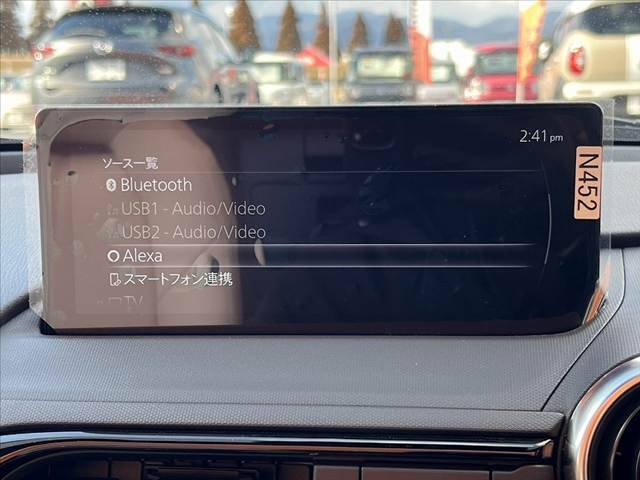 2:41 pm
ソース一覧
Bluetooth
USB1 - Audio/Video
USB2 - Audio/Video
Alexa
スマートフォン連携
TV
N452